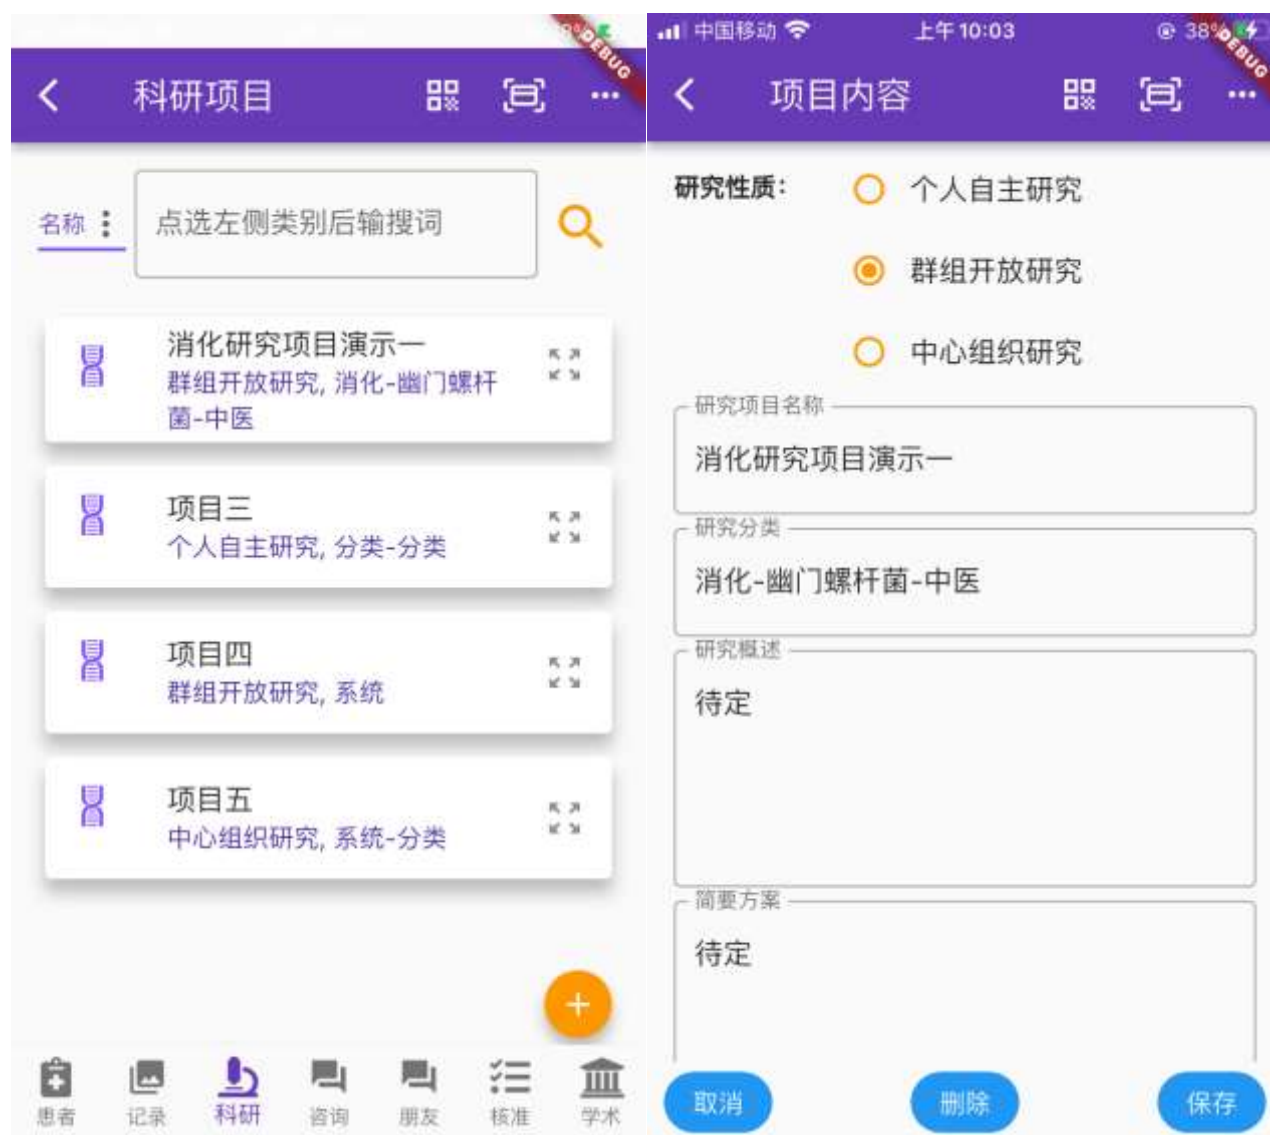 8%
DEBUG
科研项目
名称
点选左侧类别后输搜词
消化研究项目演示一
群组开放研究, 消化-幽门螺杆
菌-中医
项目三
个人自主研究, 分类-分类
项目四
群组开放研究, 系统
项目五
中心组织研究, 系统-分类
+
患者
记录
科研
咨询
朋友
核准
学术
中国移动
上午10:03
38%
DEBUG
项目内容
研究性质：
个人自主研究
群组开放研究
中心组织研究
研究项目名称
消化研究项目演示一
研究分类
消化-幽门螺杆菌-中医
研究概述
待定
简要方案
待定
取消
删除
保存